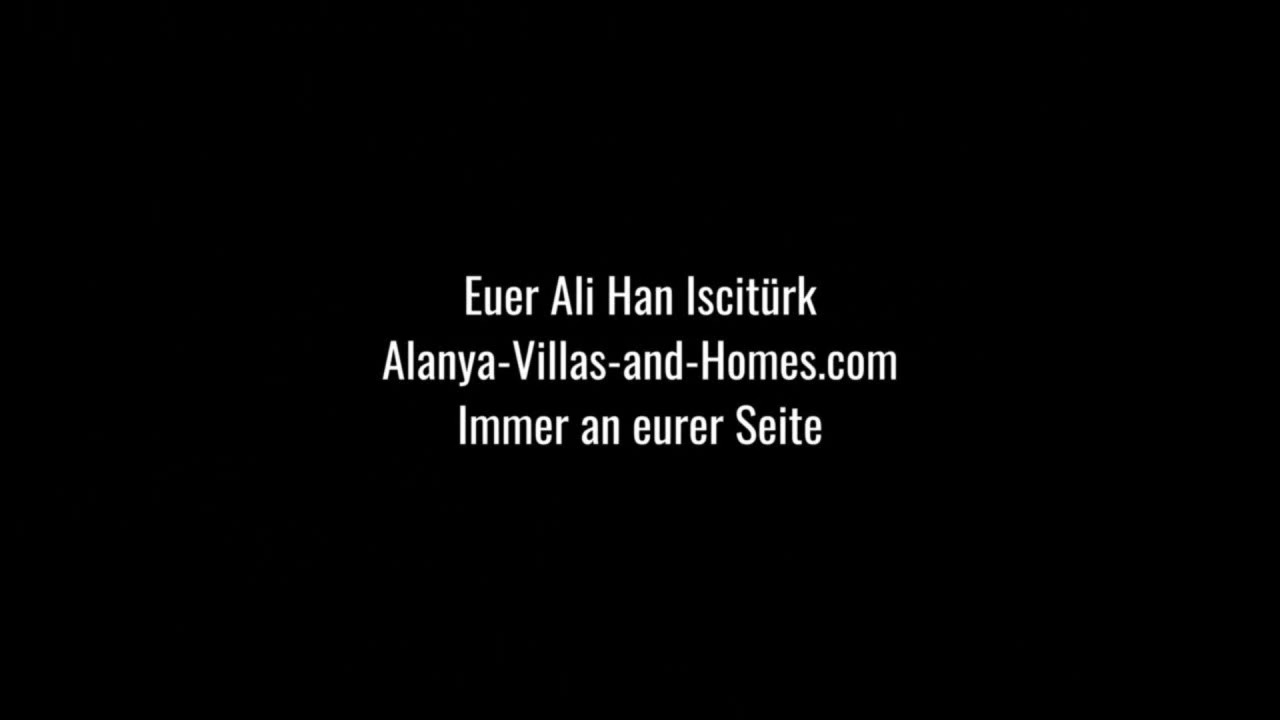 Euer Ali Han Iscitürk
Alanya-Villas-and-Homes.com
Immer an eurer Seite